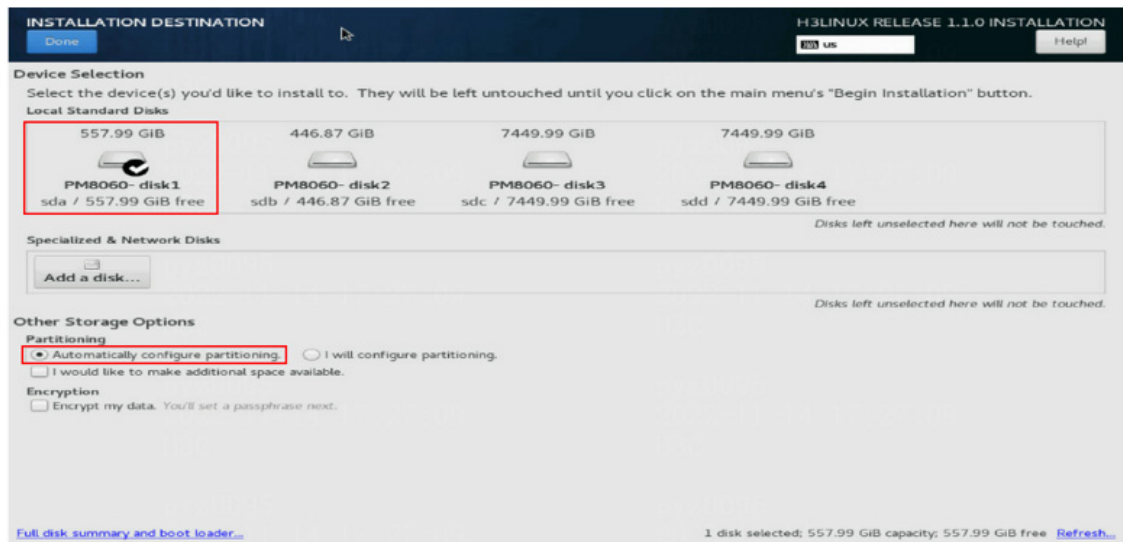 INSTALLATION DESTINATION
H3LINUX RELEASE 1.1.0 INSTALLATION
Done
us
Help!
Device Selection
Select the device(s) you'd like to install to. They will be left untouched until you click on the main menu's "Begin Installation" button.
Local Standard Disks
557.99 GiB 446.87 GiB 7449.99 GiB 7449.99 GiB
PM8060- disk1 PM8060- disk2 PM8060- disk3 PM8060- disk4
sda / 557.99 GiB free sdb / 446.87 GiB free sdc / 7449.99 GiB free sdd / 7449.99 GiB free
Disks left unselected here will not be touched.
Specialized & Network Disks
Add a disk...
Disks left unselected here will not be touched.
Other Storage Options
Partitioning
Automatically configure partitioning. I will configure partitioning.
I would like to make additional space available.
Encryption
Encrypt my data. You'll set a passphrase next.
Full disk summary and boot loader... 1 disk selected; 557.99 GiB capacity; 557.99 GiB free Refresh...